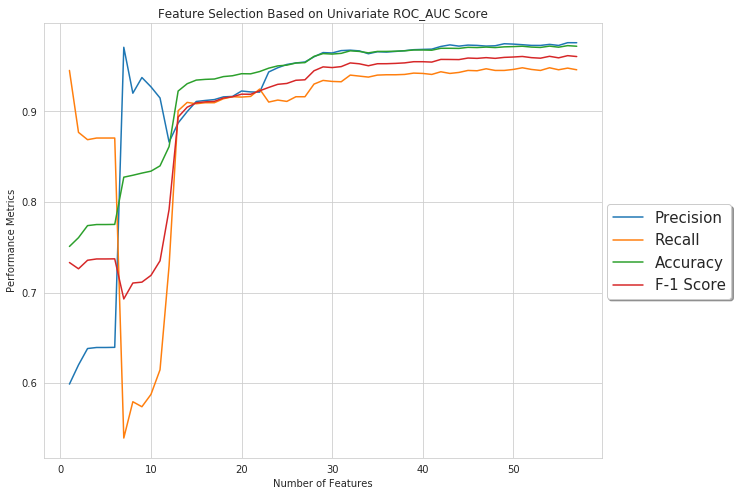 Feature Selection Based on Univariate ROC_AUC Score
Performance Metrics
0.9
0.8
0.7
0.6
0
10
20
30
40
50
Number of Features
Precision
Recall
Accuracy
F-1 Score